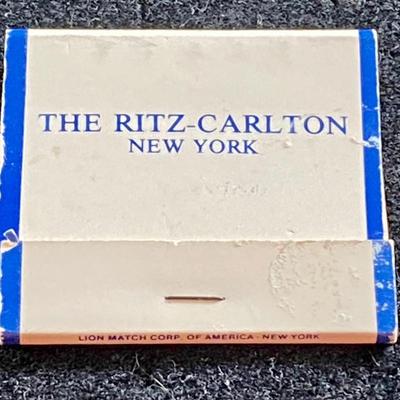 THE RITZ-CARLTON
NEW YORK
LION MATCH CORP. OF AMERICA - NEW YORK